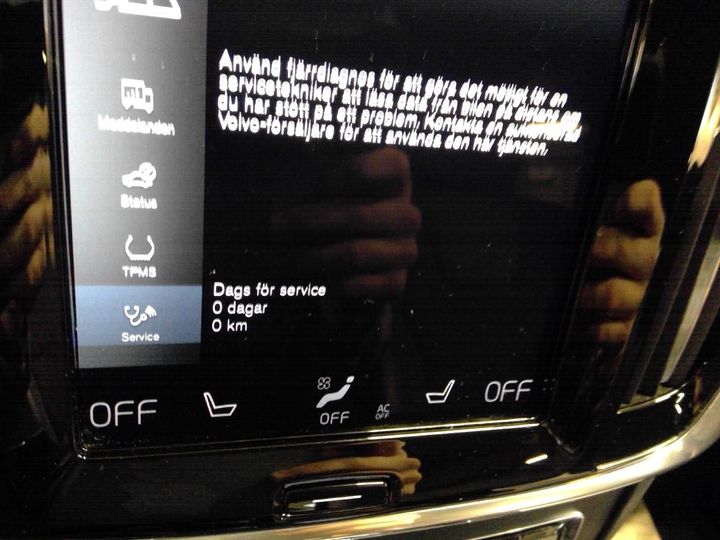 Använd fjärrdiagnos för att göra det möjligt för en
servicetekniker att läsa data från bilen på distans om
du har stött på ett problem. Kontakta en auktoriserad
Volvo-försäljare för att använda den här tjänsten.
Meddelanden
Status
TPMS
Service
Dags för service
0 dagar
0 km
OFF
OFF
AC
OFF
OFF